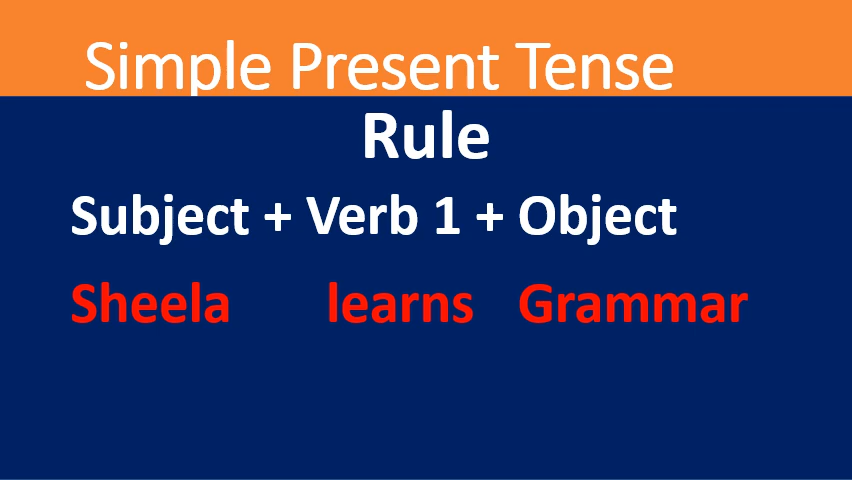 Simple Present Tense
Rule
Subject + Verb 1 + Object
Sheela learns Grammar